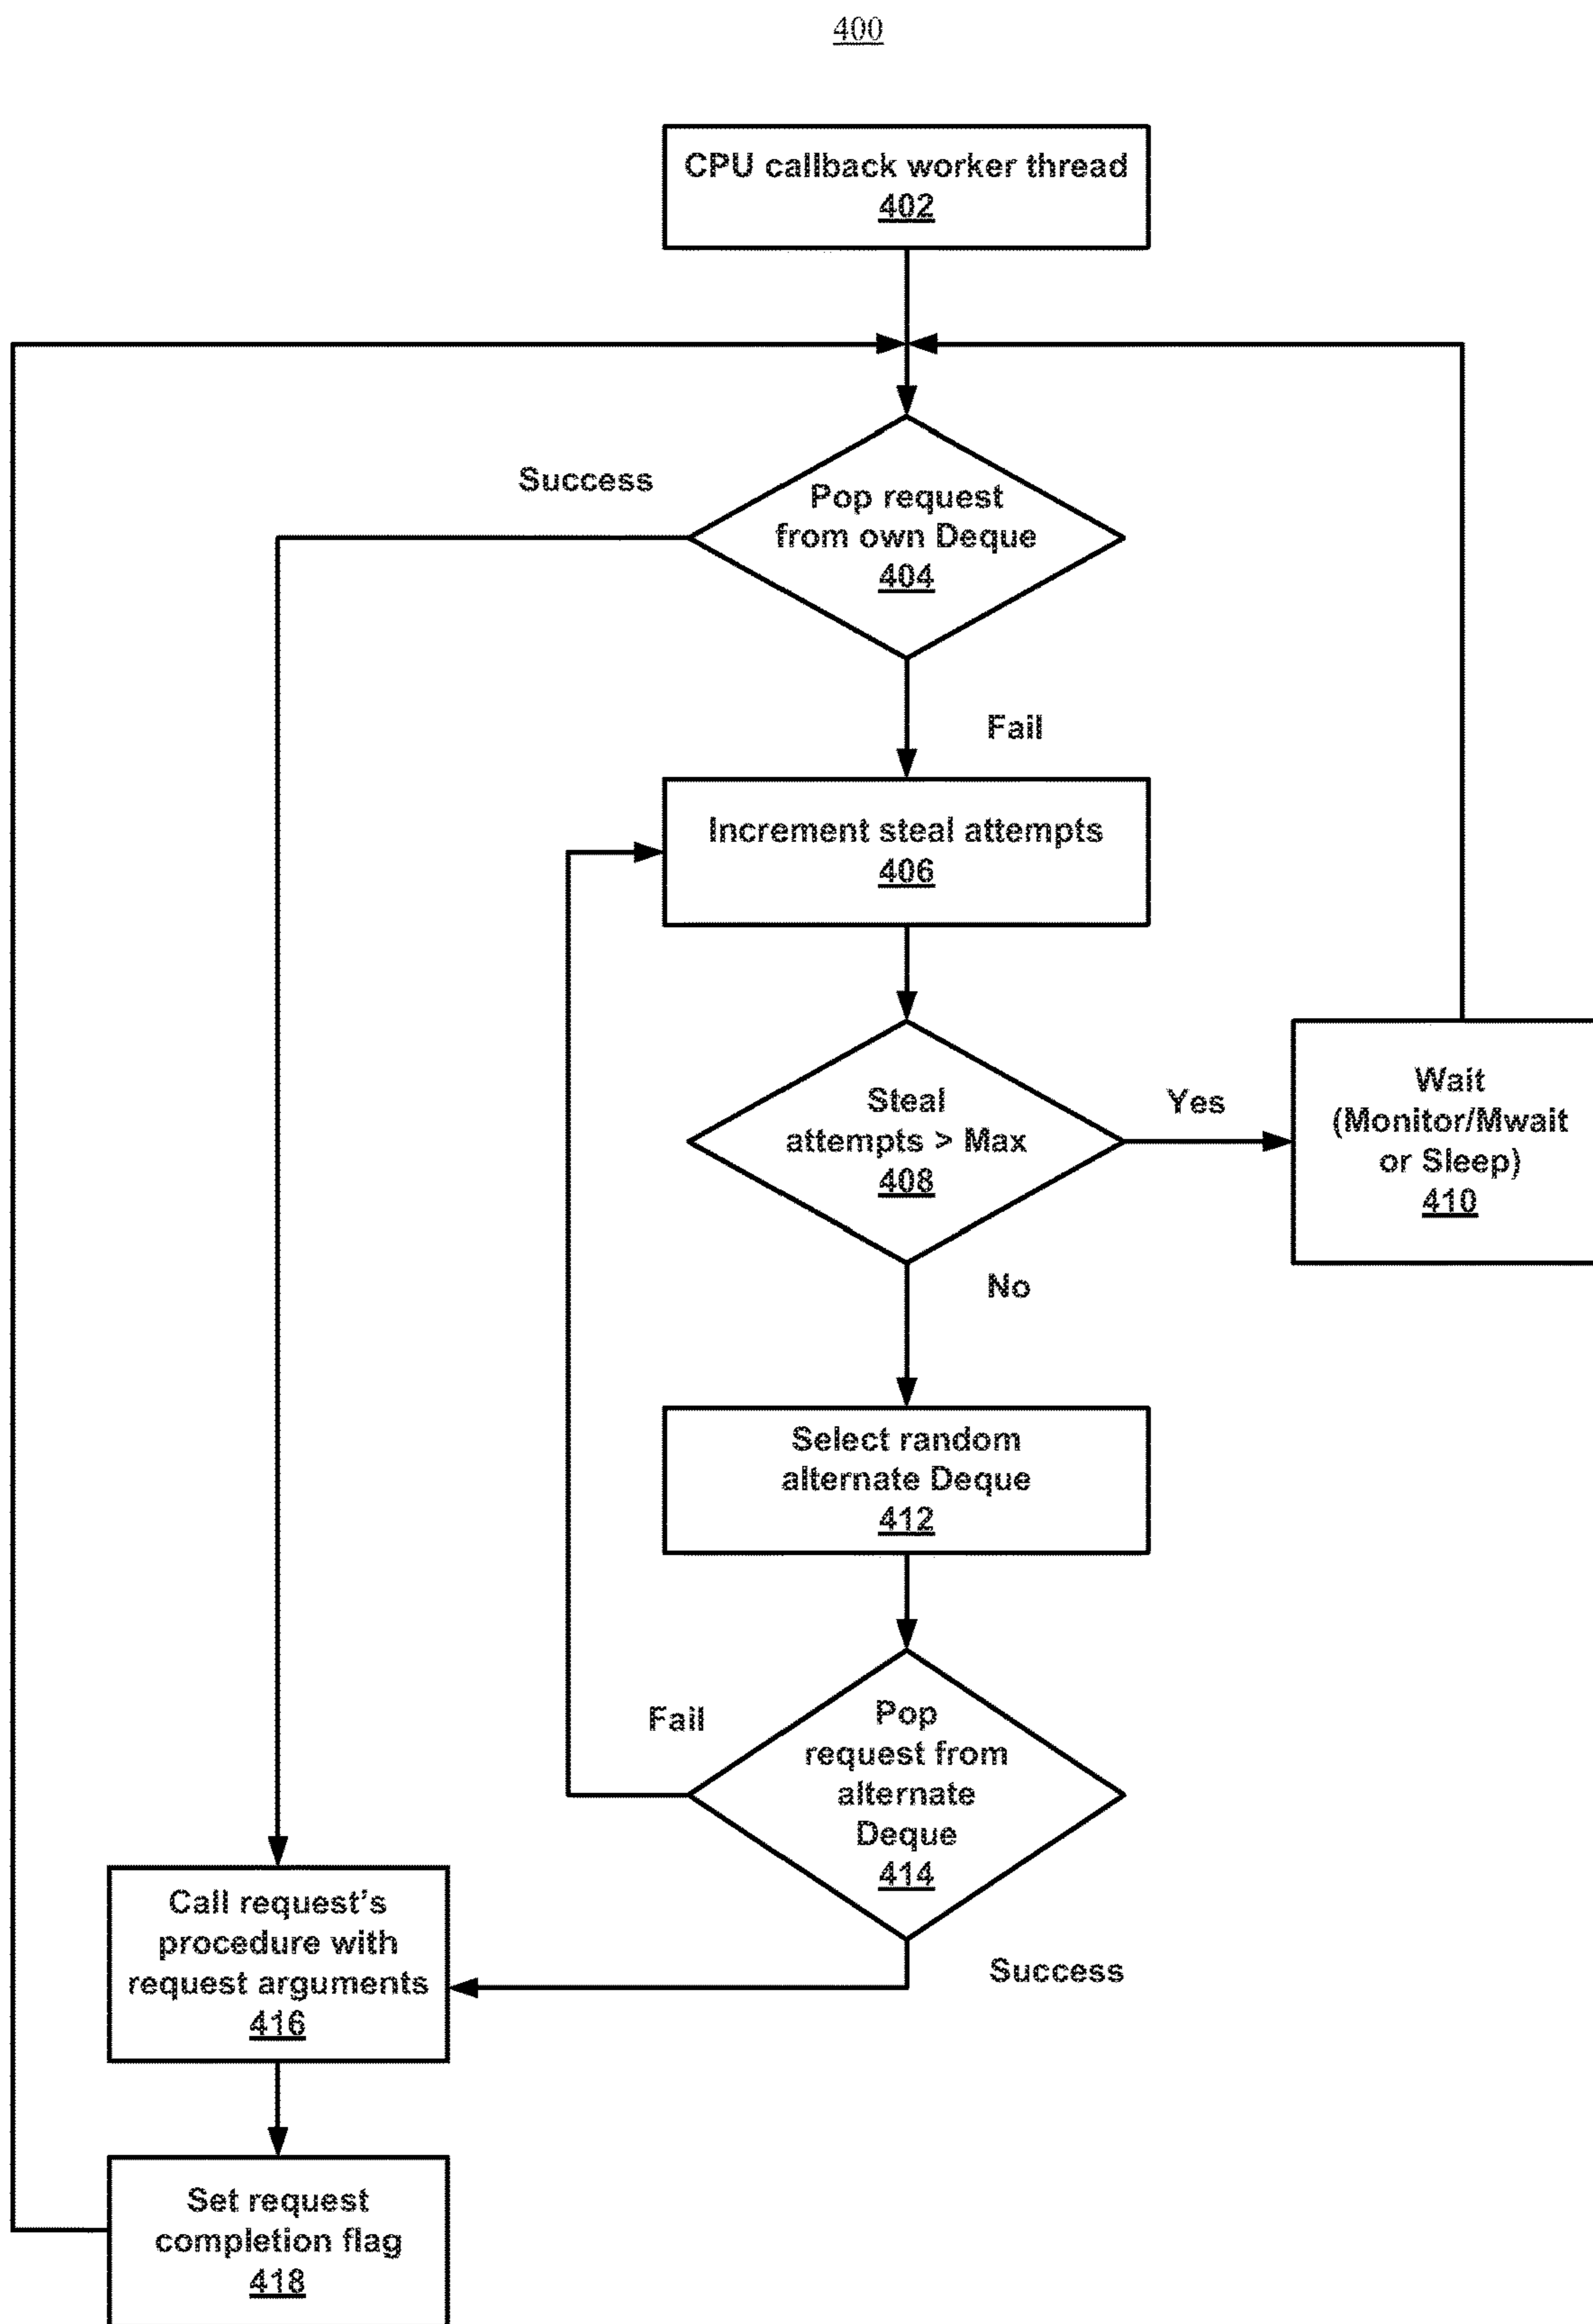 400
CPU callback worker thread
402
Success
Pop request
from own Deque
404
Fail
Increment steal attempts
406
Steal
attempts > Max
408
Yes
Wait
(Monitor/Mwait
or Sleep)
410
No
Select random
alternate Deque
412
Fail
Pop
request from
alternate
Deque
414
Success
Call request's
procedure with
request arguments
416
Set request
completion flag
418